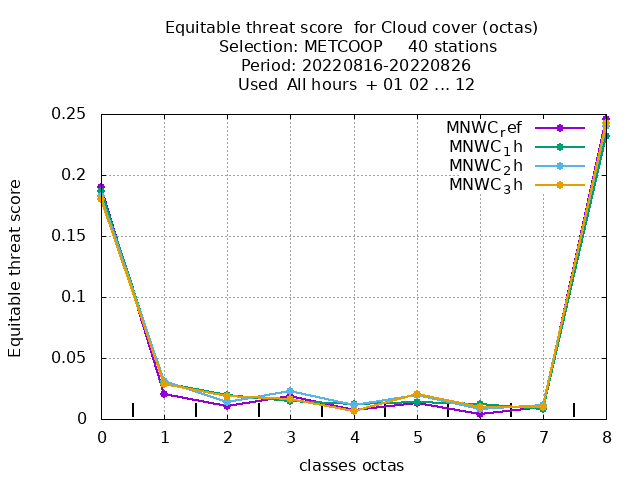 Equitable threat score  for Cloud cover (octas)
Selection: METCOOP     40 stations
Period: 20220816-20220826
Used  All hours  + 01 02 ... 12
MNWC_ref
MNWC_1h
MNWC_2h
MNWC_3h
0.25
0.2
0.15
0.1
0.05
0
Equitable threat score
0 1 2 3 4 5 6 7 8
classes octas